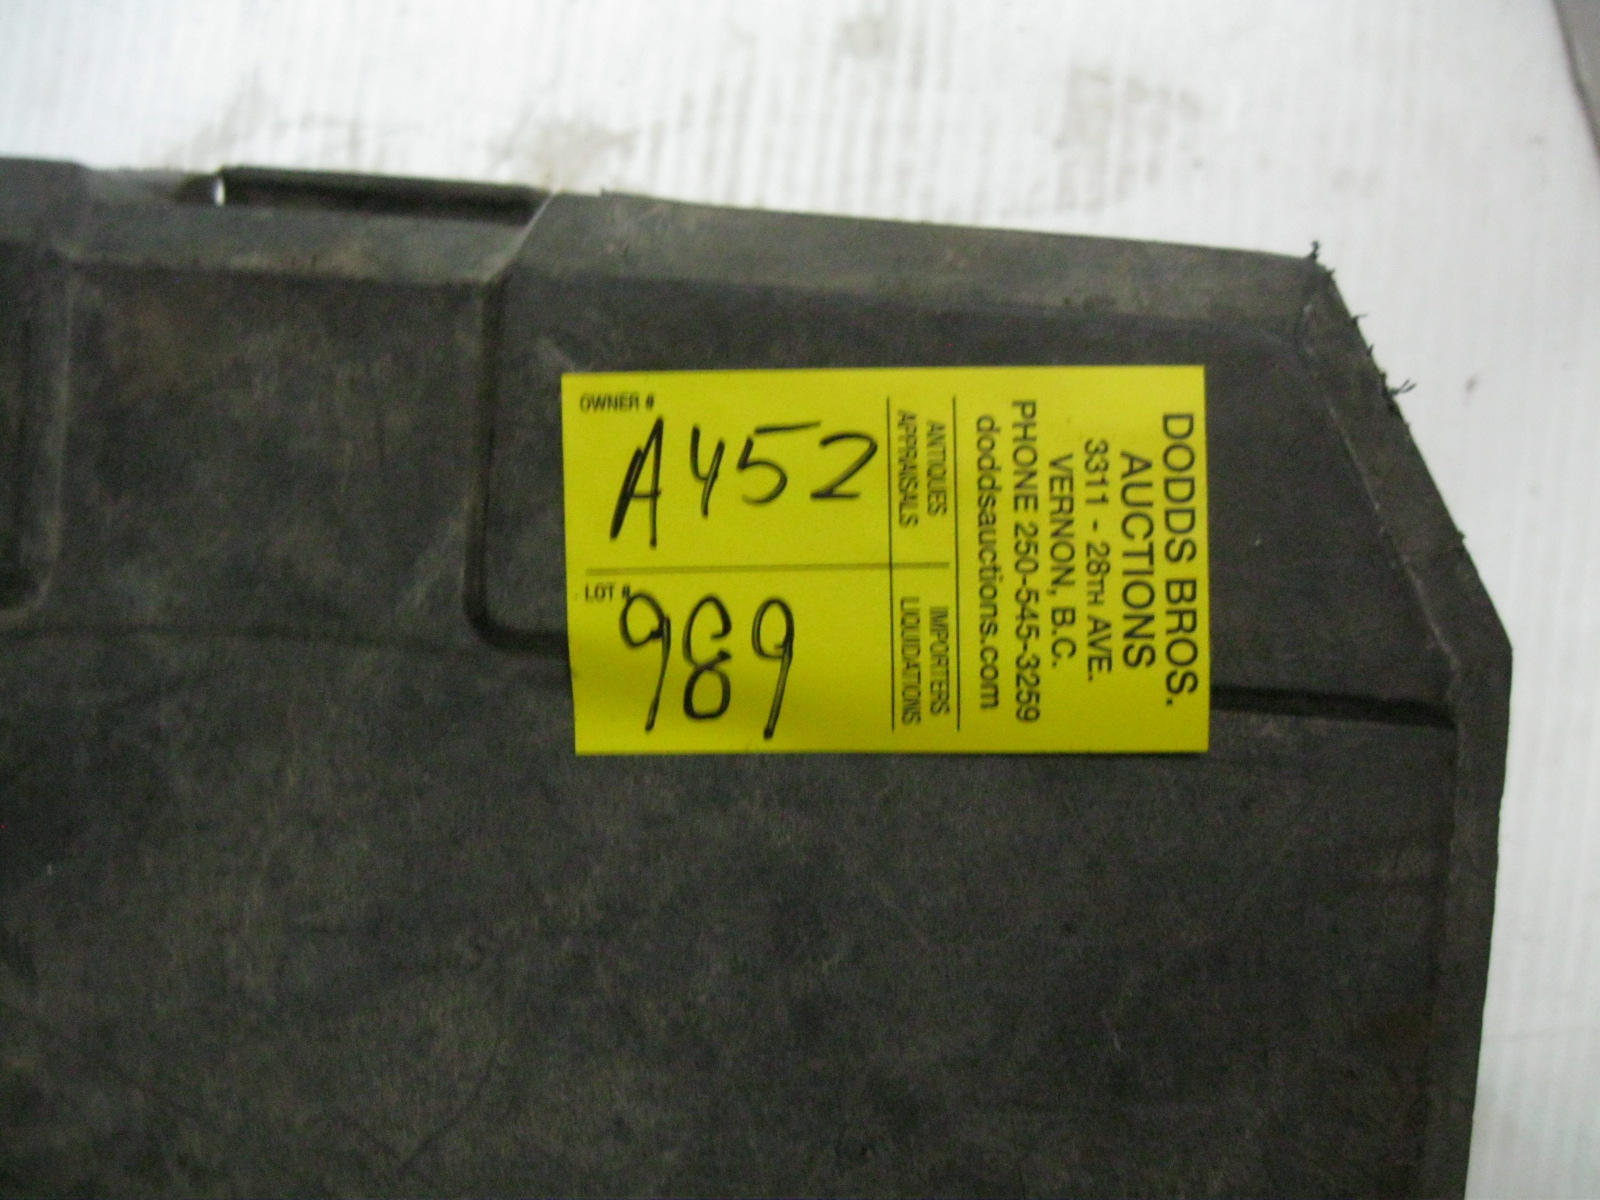 DODDS BROS.
AUCTIONS
3311 - 28TH AVE.
VERNON, B.C.
PHONE 250-545-3259
doddsauctions.com
ANTIQUES IMPORTERS
APPRAISALS LIQUIDATIONS
OWNER #
A452
LOT #
989